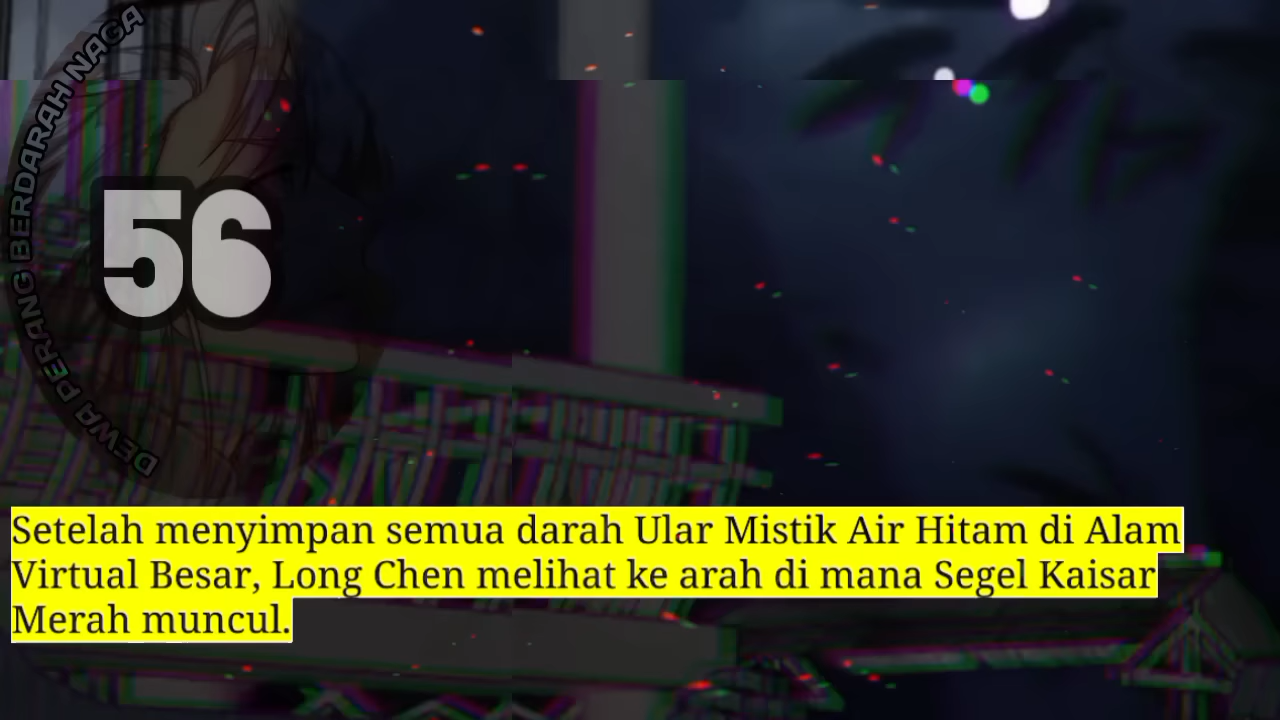 DEWA PERANG BERDARAH NAGA
56
Setelah menyimpan semua darah Ular Mistik Air Hitam di Alam
Virtual Besar, Long Chen melihat ke arah di mana Segel Kaisar
Merah muncul.